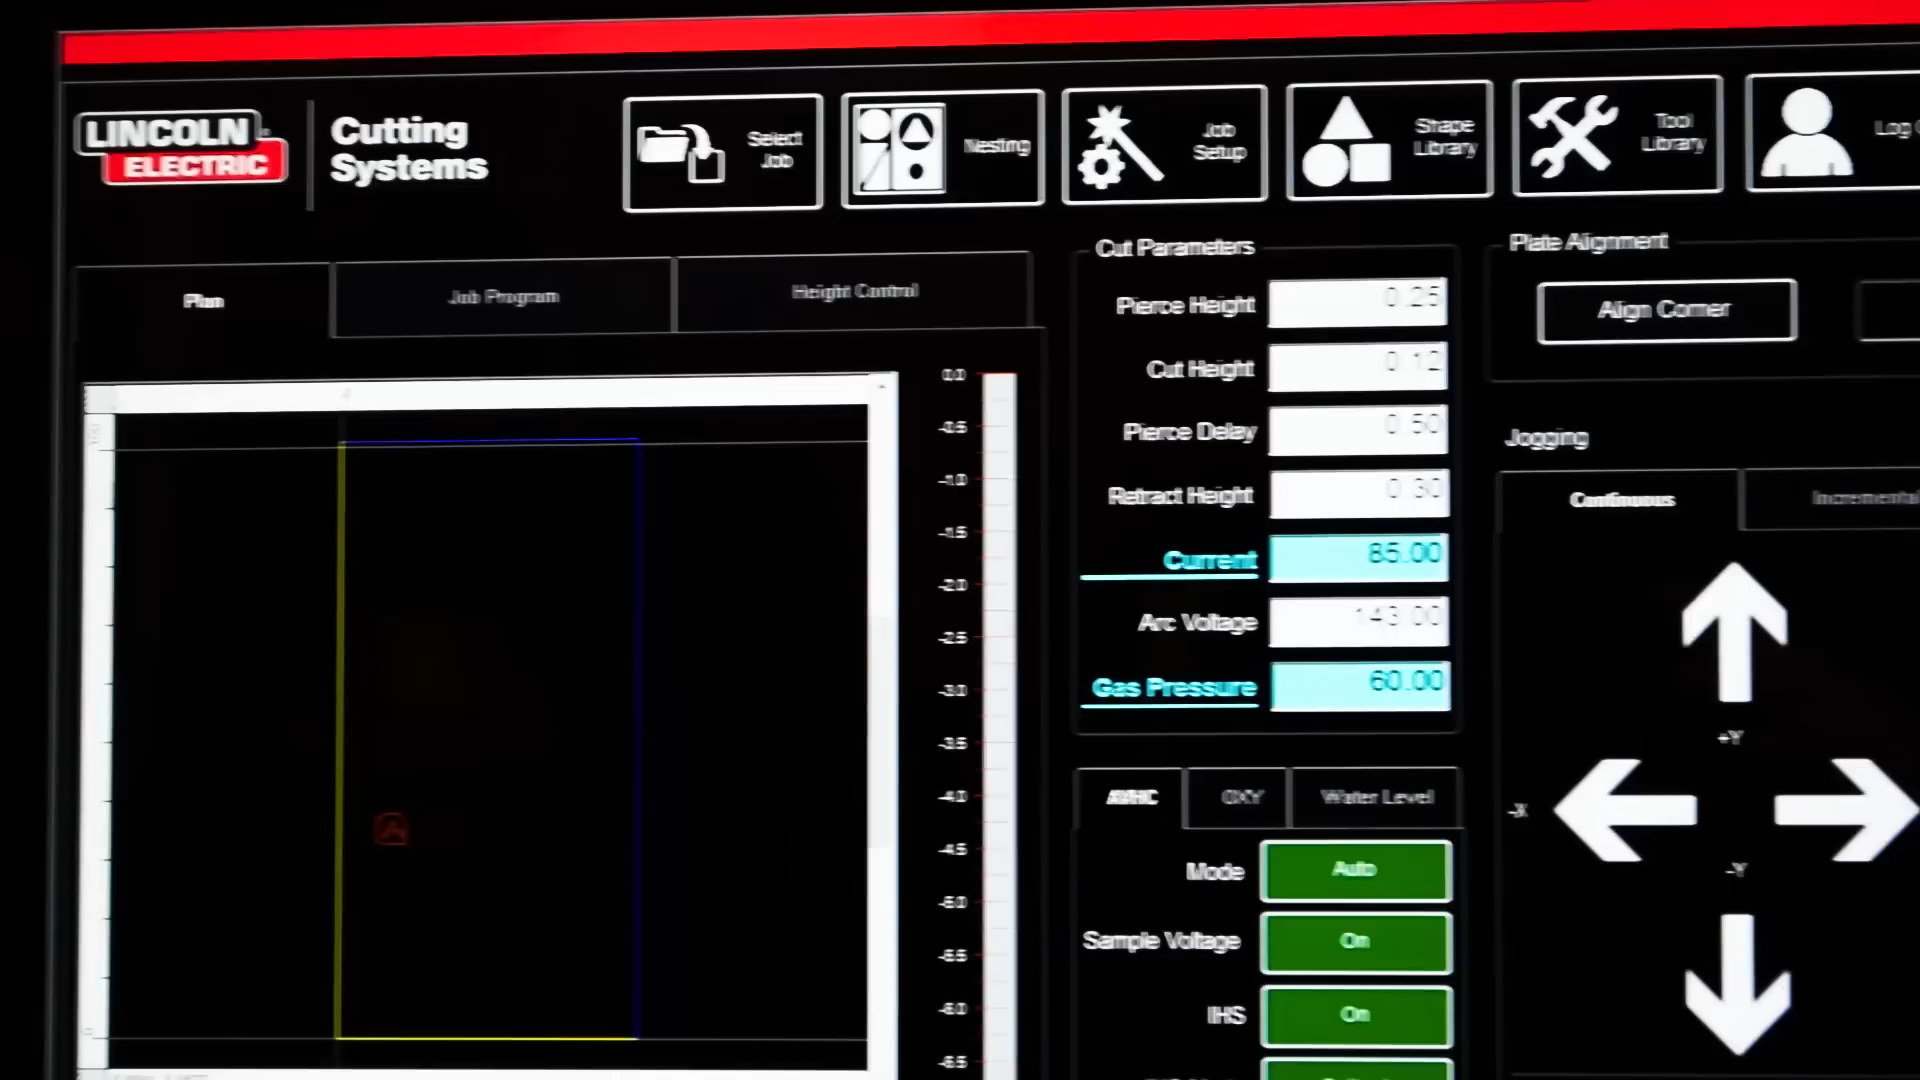 LINCOLN
ELECTRIC
Cutting
Systems
Select
Job
Nesting
Job
Setup
Shape
Library
Tool
Library
Log
Plan
Job Program
Height Control
Cut Parameters
Pierce Height 0.25
Cut Height 0.12
Pierce Delay 0.50
Retract Height 0.30
Current 85.00
Arc Voltage 143.00
Gas Pressure 60.00
Plate Alignment
Align Corner
Jogging
Continuous
Incremental
+Y
-X
-Y
AVHC
OXY
Water Level
Mode Auto
Sample Voltage On
IHS On
0.0
-0.5
-1.0
-1.5
-2.0
-2.5
-3.0
-3.5
-4.0
-4.5
-5.0
-5.5
-6.0
-6.5